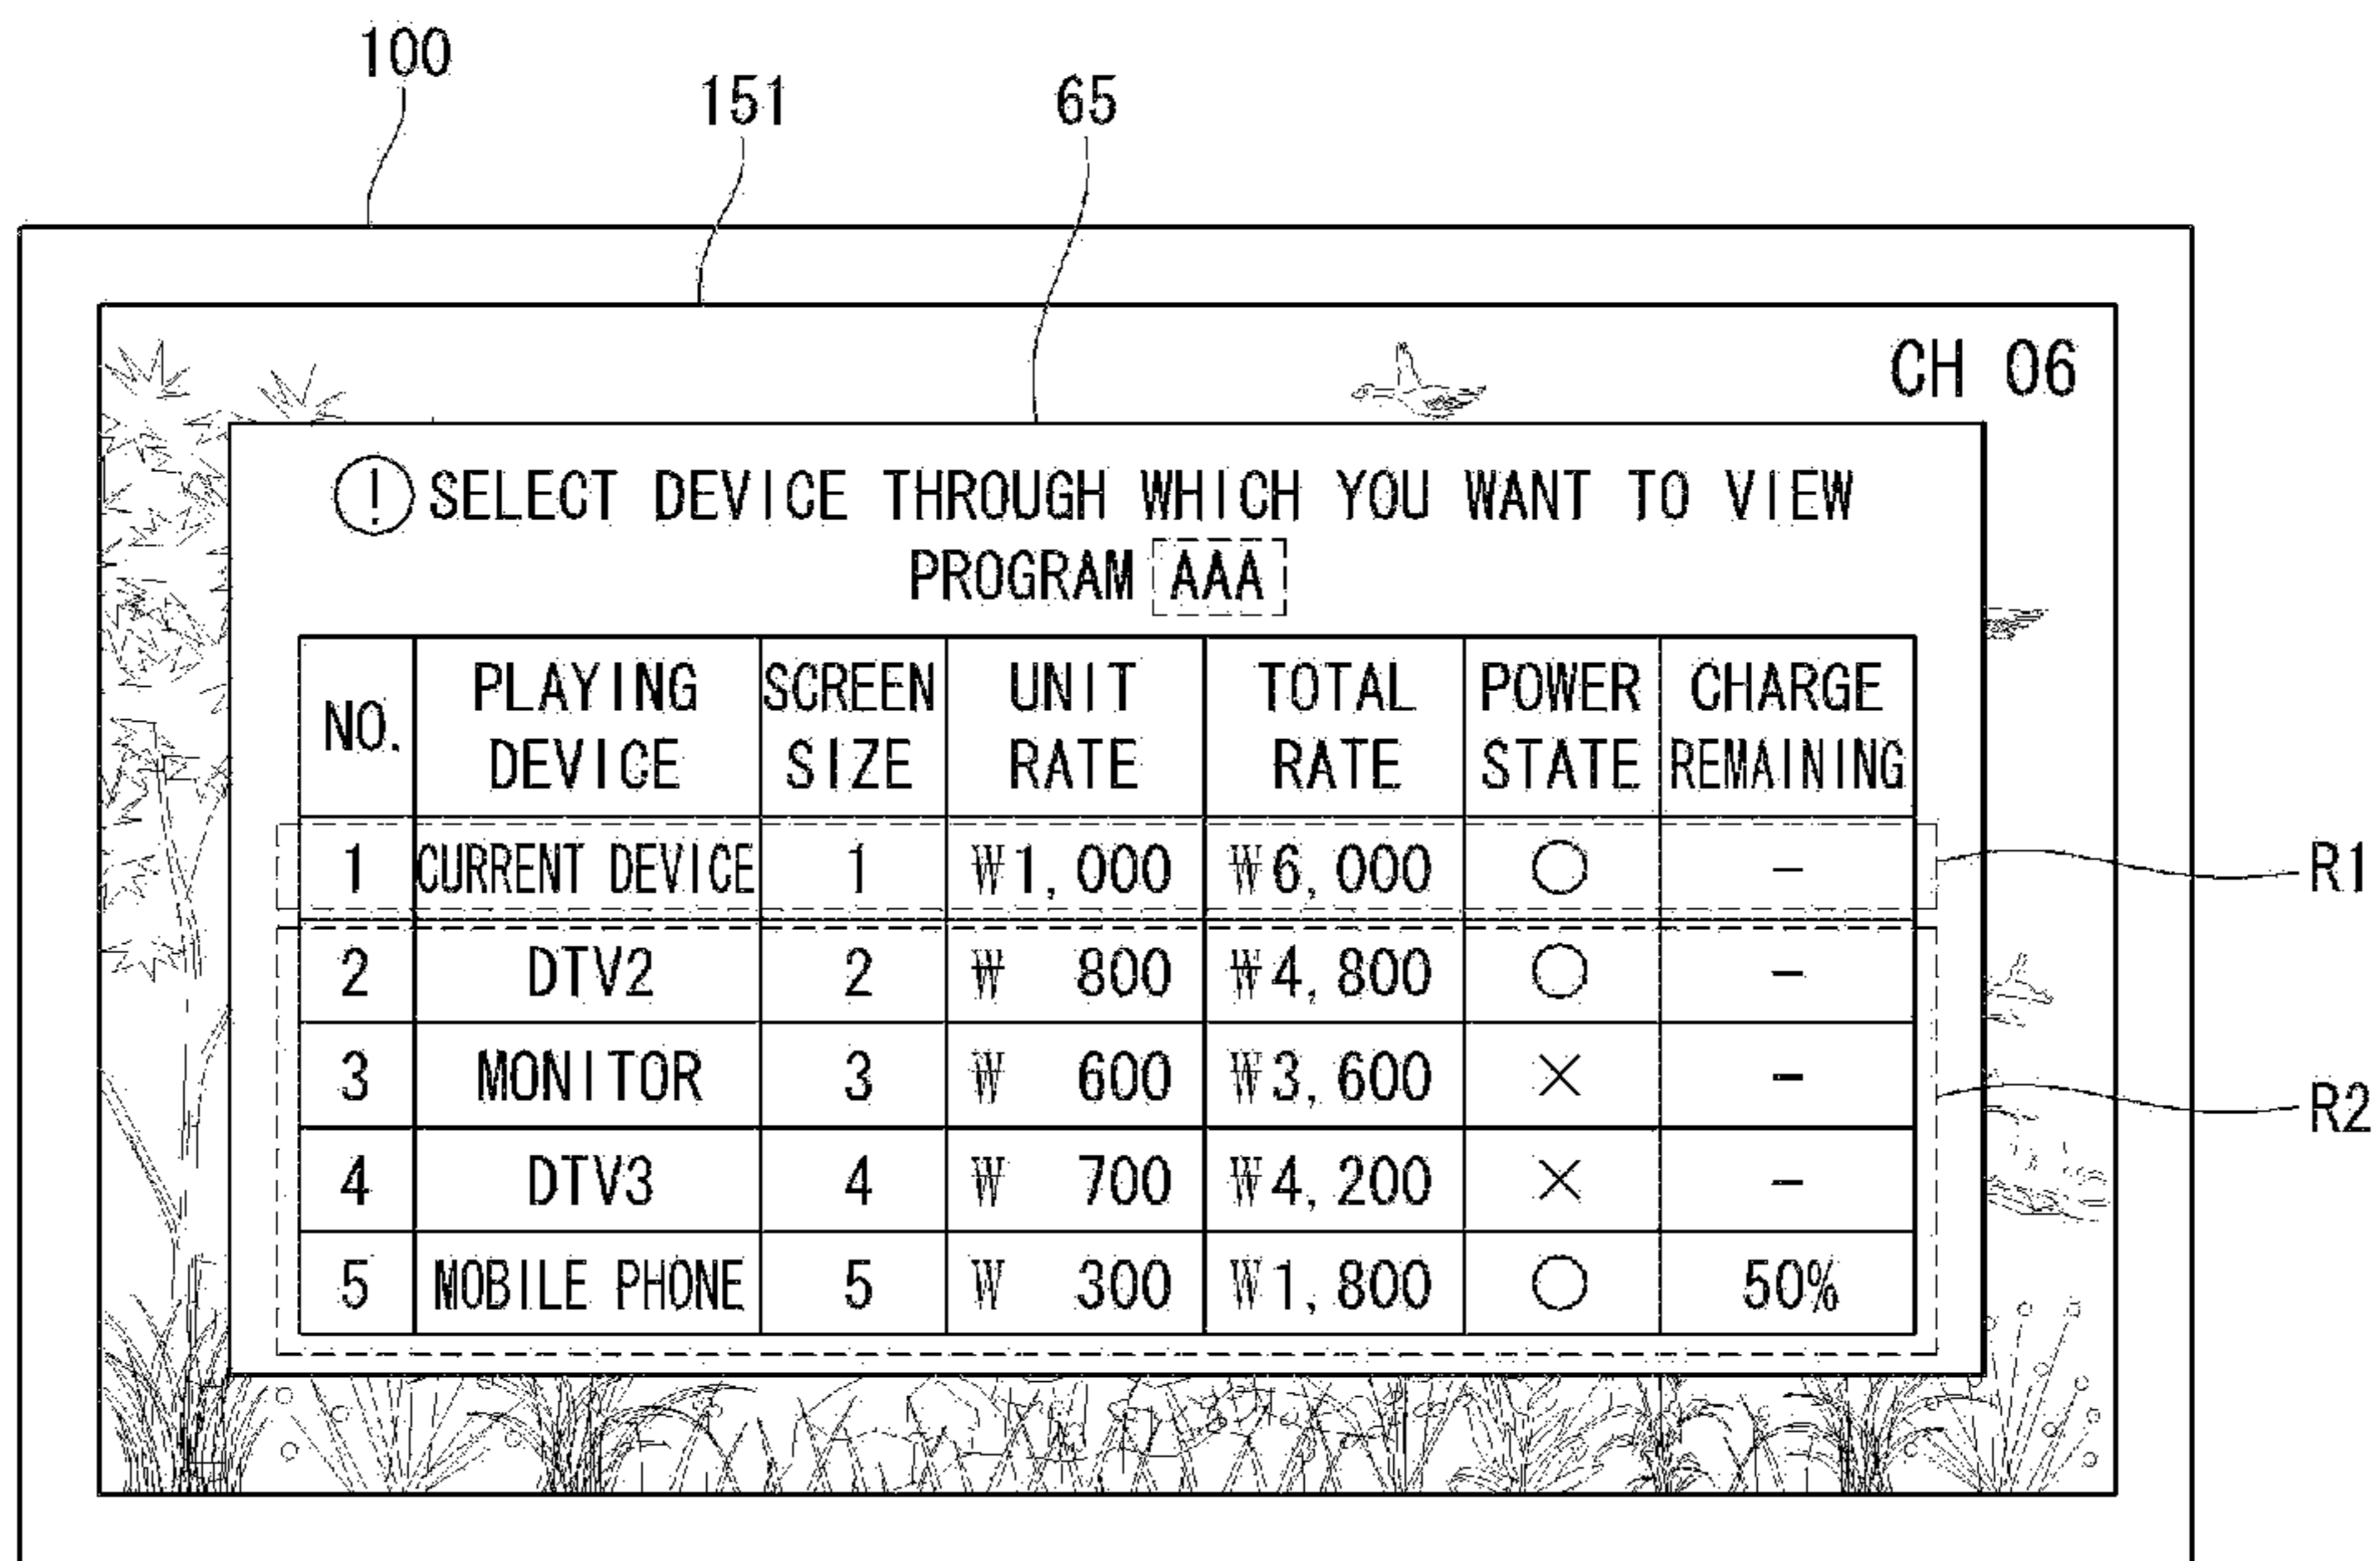 100
151
65
CH 06
! SELECT DEVICE THROUGH WHICH YOU WANT TO VIEW
PROGRAM AAA
NO. PLAYING DEVICE SCREEN SIZE UNIT RATE TOTAL RATE POWER STATE CHARGE REMAINING
1 CURRENT DEVICE 1 ₩1,000 ₩6,000 ○ -
R1
2 DTV2 2 ₩ 800 ₩4,800 ○ -
3 MONITOR 3 ₩ 600 ₩3,600 × -
R2
4 DTV3 4 ₩ 700 ₩4,200 × -
5 MOBILE PHONE 5 ₩ 300 ₩1,800 ○ 50%